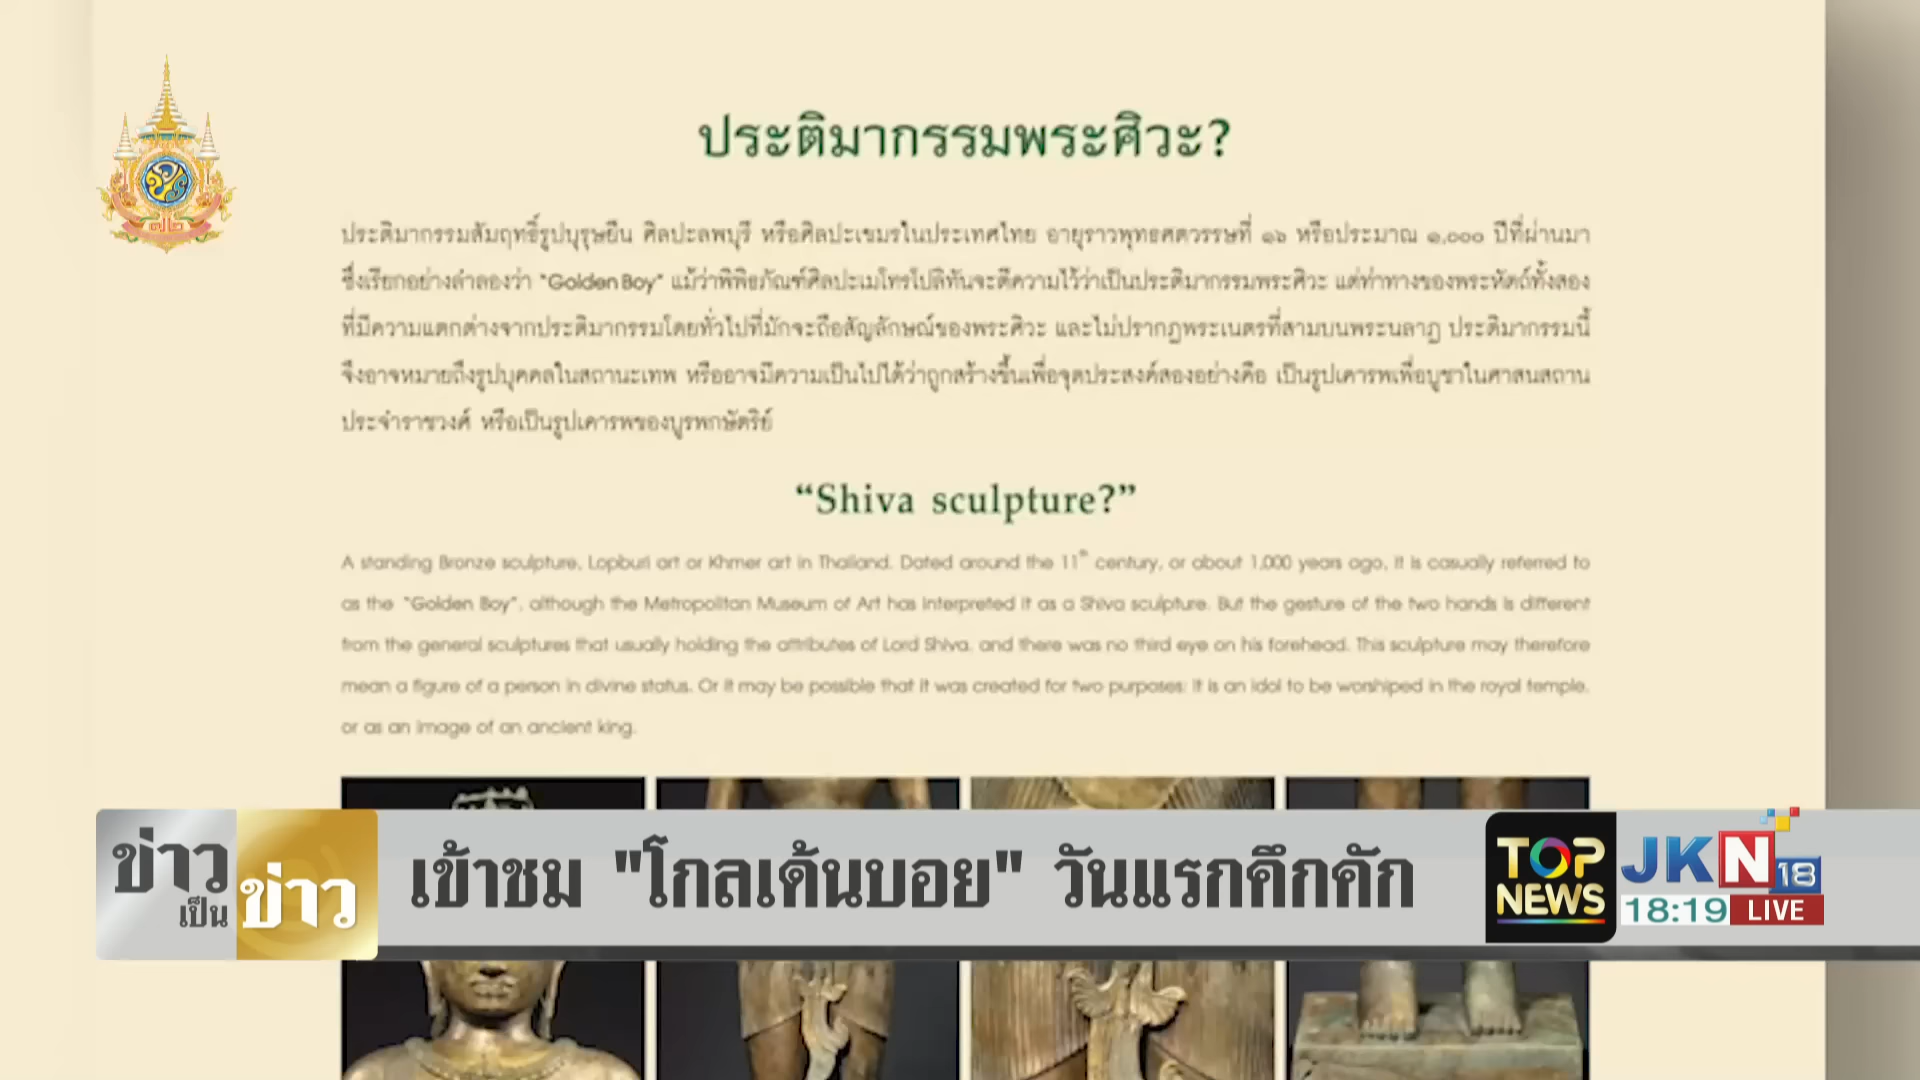 ประติมากรรมพระศิวะ?
ประติมากรรมสัมฤทธิ์รูปบุรุษยืน ศิลปะลพบุรี หรือศิลปะเขมรในประเทศไทย อายุราวพุทธศตวรรษที่ ๑๖ หรือประมาณ ๑,๐๐๐ ปีที่ผ่านมา
ซึ่งเรียกอย่างลำลองว่า "Golden Boy" แม้ว่าพิพิธภัณฑ์ศิลปะเมโทรโปลิทันจะตีความไว้ว่าเป็นประติมากรรมพระศิวะ แต่ท่าทางของพระหัตถ์ทั้งสอง
ที่มีความแตกต่างจากประติมากรรมโดยทั่วไปที่มักจะถือสัญลักษณ์ของพระศิวะ และไม่ปรากฏพระเนตรที่สามบนพระนลาฏ ประติมากรรมนี้
จึงอาจหมายถึงรูปบุคคลในสถานะเทพ หรืออาจมีความเป็นไปได้ว่าถูกสร้างขึ้นเพื่อจุดประสงค์สองอย่างคือ เป็นรูปเคารพเพื่อบูชาในศาสนสถาน
ประจำราชวงศ์ หรือเป็นรูปเคารพของบูรพกษัตริย์
“Shiva sculpture?”
A standing Bronze sculpture, Lopburi art or Khmer art in Thailand. Dated around the 11th century, or about 1,000 years ago, it is casually referred to
as the "Golden Boy", although the Metropolitan Museum of Art has interpreted it as a Shiva sculpture. But the gesture of the two hands is different
from the general sculptures that usually holding the attributes of Lord Shiva, and there was no third eye on his forehead. This sculpture may therefore
mean a figure of a person in divine status. Or it may be possible that it was created for two purposes: it is an idol to be worshiped in the royal temple,
or as an image of an ancient king.
ข่าว
เป็น
ข่าว
เข้าชม "โกลเด้นบอย" วันแรกคึกคัก
TOP
NEWS
JKN18
18:19 LIVE
๗๒